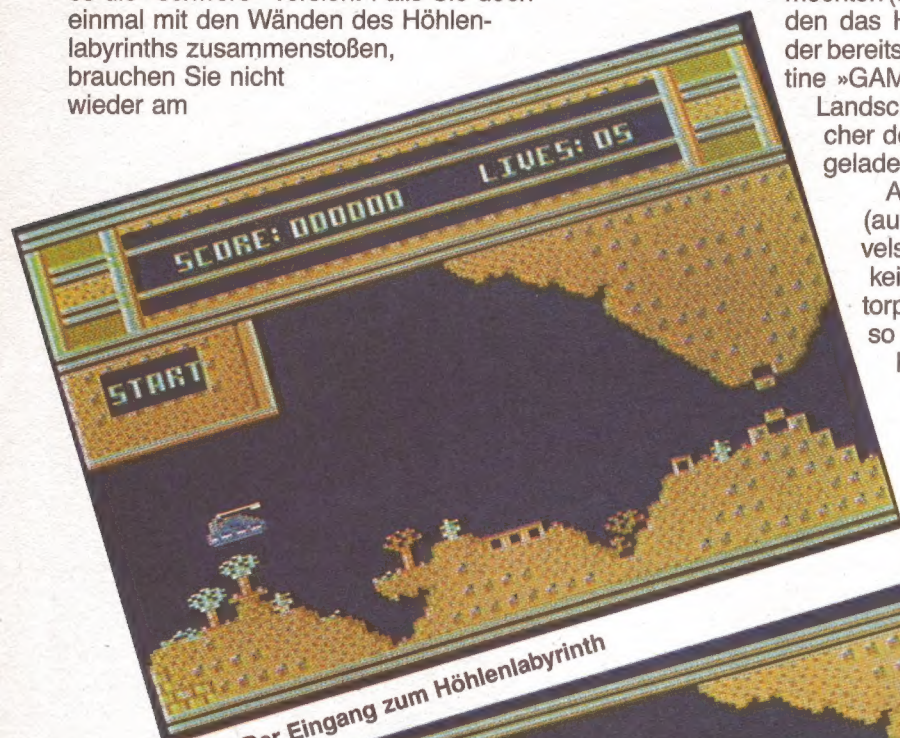 einmal mit den Wänden des Höhlen-
labyrinths zusammenstoßen,
brauchen Sie nicht
wieder am
SCORE: 000000 LIVES: 05
START
Der Eingang zum Höhlenlabyrinth
den das
der bereits
tine »GAM
Landsc
cher de
gelade
A
(au
vels
kei
torp
so